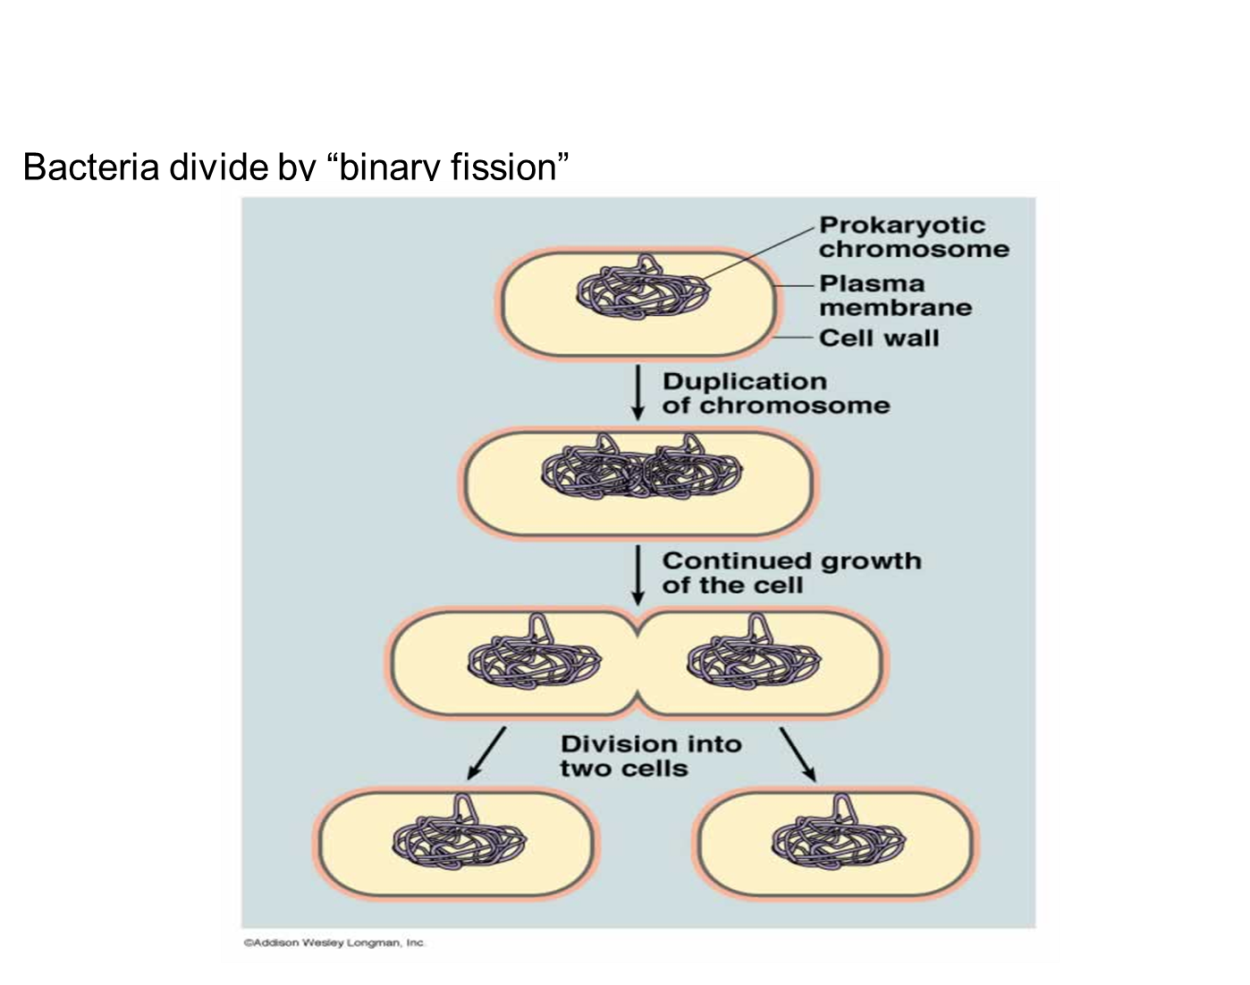 Bacteria divide by “binary fission”
Prokaryotic
chromosome
Plasma
membrane
Cell wall
Duplication
of chromosome
Continued growth
of the cell
Division into
two cells
©Addison Wesley Longman, Inc.